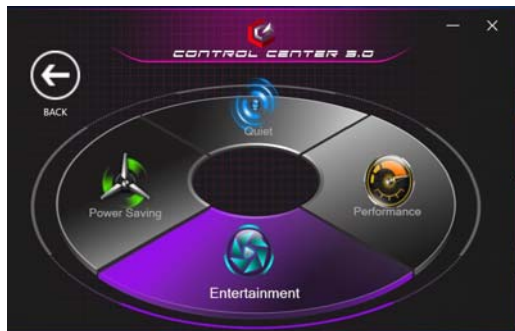 CONTROL CENTER 3.0
BACK
Quiet
Power Saving
Performance
Entertainment